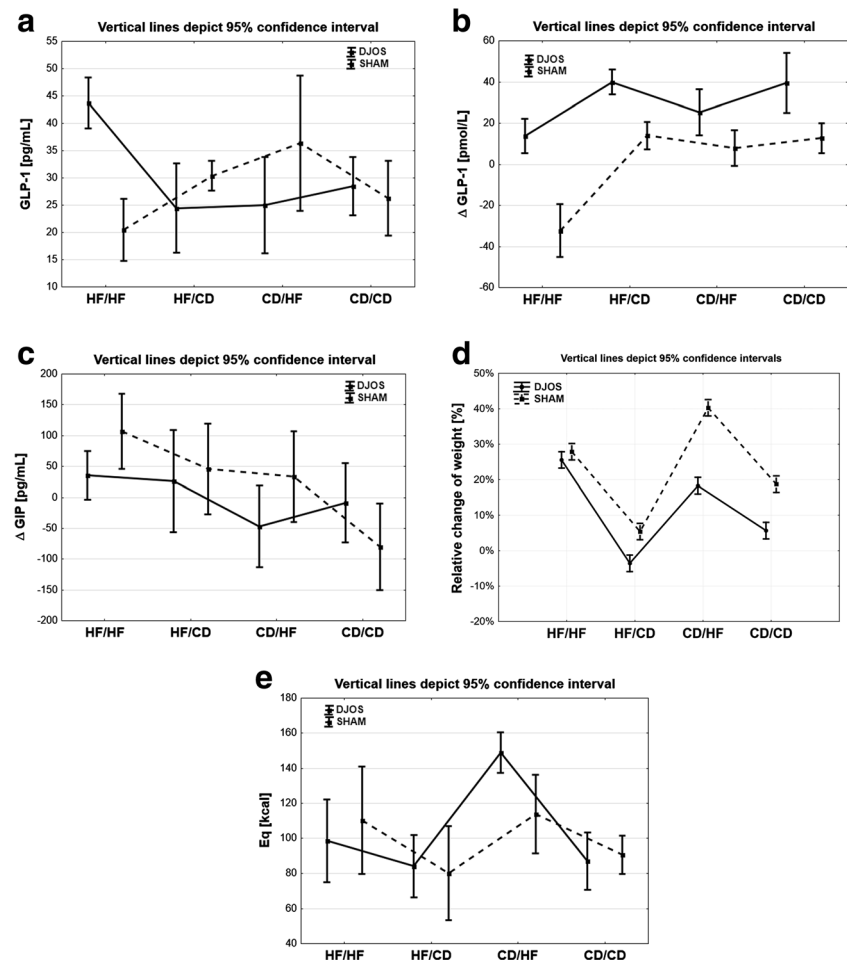 a
Vertical lines depict 95% confidence interval
DJOS
SHAM
GLP-1 [pg/mL]
50
45
40
35
30
25
20
15
10
HF/HF HF/CD CD/HF CD/CD
b
Vertical lines depict 95% confidence interval
DJOS
SHAM
Δ GLP-1 [pmol/L]
60
40
20
0
-20
-40
-60
HF/HF HF/CD CD/HF CD/CD
c
Vertical lines depict 95% confidence interval
DJOS
SHAM
Δ GIP [pg/mL]
200
150
100
50
0
-50
-100
-150
-200
HF/HF HF/CD CD/HF CD/CD
d
Vertical lines depict 95% confidence intervals
DJOS
SHAM
Relative change of weight [%]
50%
40%
30%
20%
10%
0%
-10%
-20%
HF/HF HF/CD CD/HF CD/CD
e
Vertical lines depict 95% confidence interval
DJOS
SHAM
Eq [kcal]
180
160
140
120
100
80
60
40
HF/HF HF/CD CD/HF CD/CD